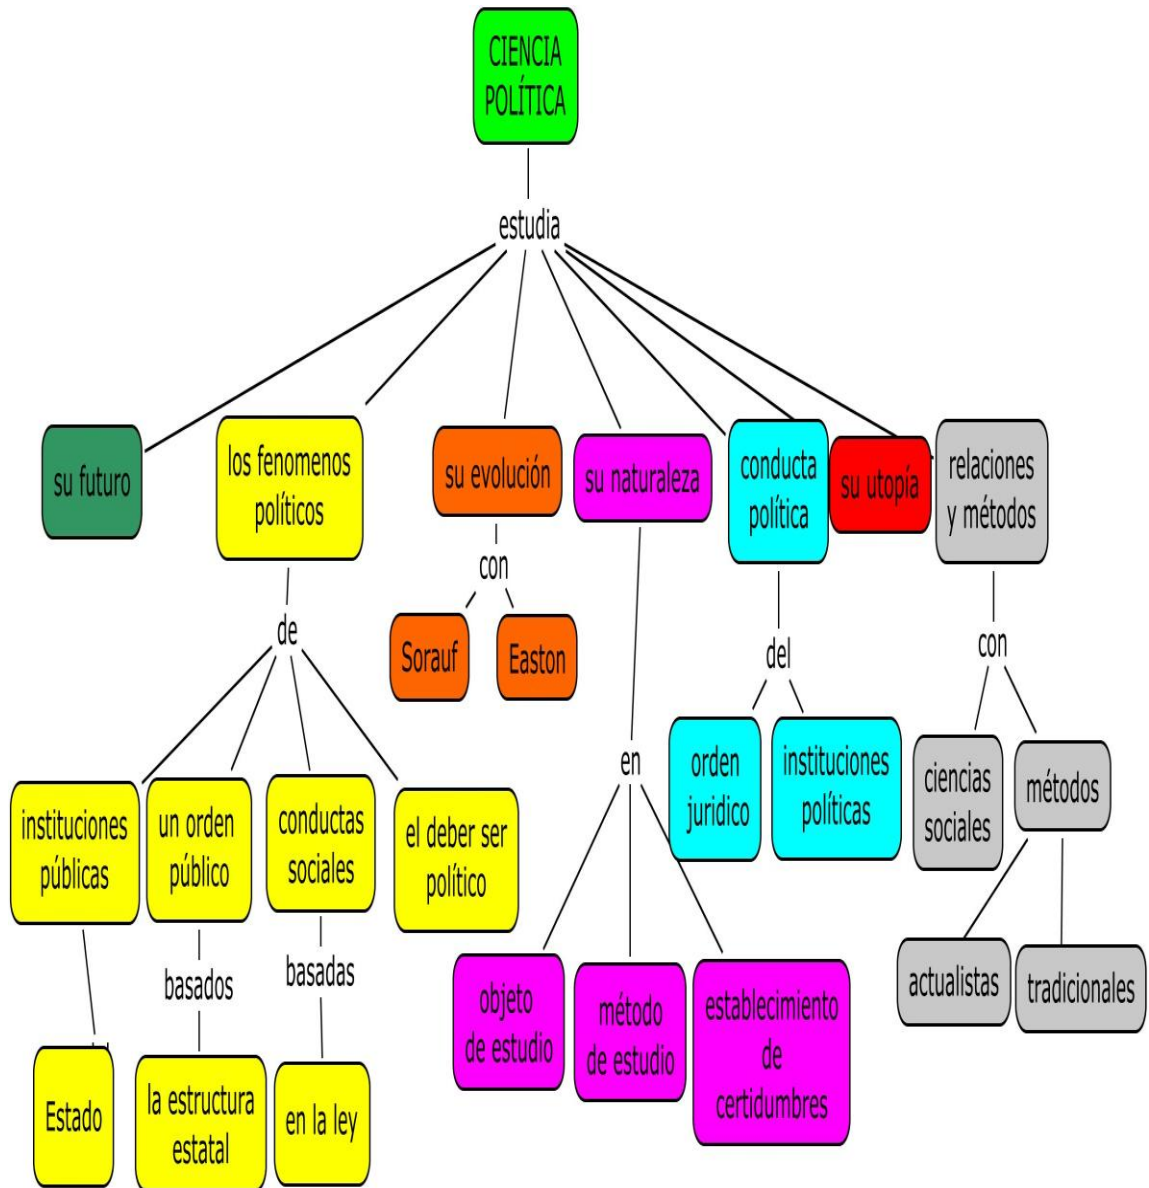 CIENCIA
POLÍTICA
estudia
su futuro
los fenomenos
políticos
su evolución
su naturaleza
conducta
política
su utopía
relaciones
y métodos
de
con
del
con
Sorauf
Easton
en
orden
jurídico
instituciones
políticas
ciencias
sociales
métodos
instituciones
públicas
un orden
público
conductas
sociales
el deber ser
político
basados
basadas
actualistas
tradicionales
objeto
de estudio
método
de estudio
establecimiento
de
certidumbres
Estado
la estructura
estatal
en la ley